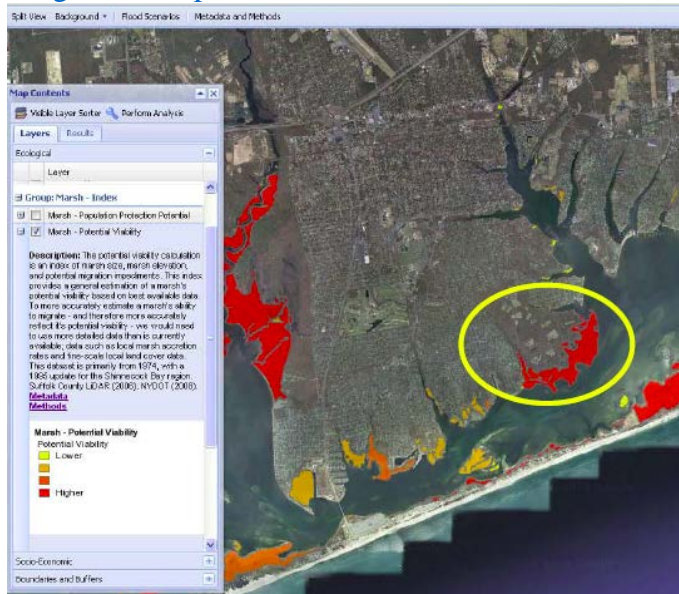 Split View Background Flood Scenarios Metadata and Methods
Map Contents
Visible Layer Sorter Perform Analysis
Layers Results
Ecological
Layer
Group: Marsh - Index
Marsh - Population Protection Potential
Marsh - Potential Viability
Description: The potential viability calculation
is an index of marsh size, marsh elevation,
and potential migration impediments. This index
provides a general estimation of a marsh's
potential viability based on best available data.
To more accurately estimate a marsh's ability
to migrate - and therefore more accurately
reflect it's potential viability - we would need
to use more detailed data than is currently
available; data such as local marsh accretion
rates and fine-scale local land cover data.
This dataset is primarily from 1974, with a
1995 update for the Shinnecock Bay region.
Suffolk County LiDAR (2006). NYDOT (2008).
Metadata
Methods
Marsh - Potential Viability
Potential Viability
Lower
Higher
Socio-Economic
Boundaries and Buffers